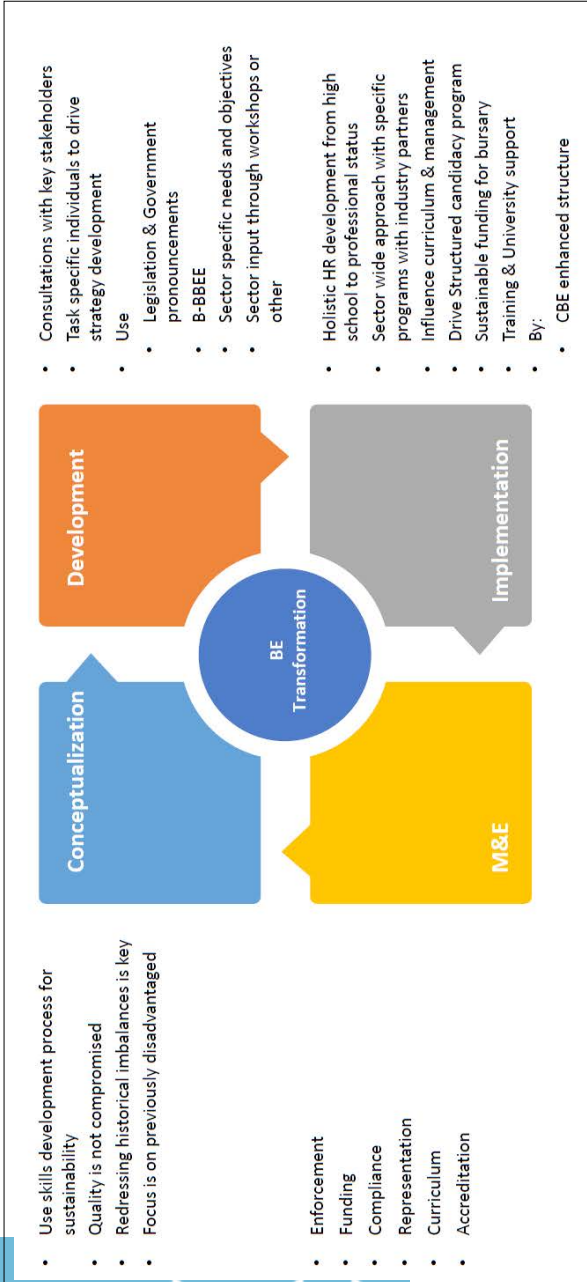 • Use skills development process for
sustainability
• Quality is not compromised
• Redressing historical imbalances is key
• Focus is on previously disadvantaged
Conceptualization
Development
• Consultations with key stakeholders
• Task specific individuals to drive
strategy development
• Use
• Legislation & Government
pronouncements
• B-BBEE
• Sector specific needs and objectives
• Sector input through workshops or
other
BE
Transformation
• Enforcement
• Funding
• Compliance
• Representation
• Curriculum
• Accreditation
M&E
Implementation
• Holistic HR development from high
school to professional status
• Sector wide approach with specific
programs with industry partners
• Influence curriculum & management
• Drive Structured candidacy program
• Sustainable funding for bursary
• Training & University support
• By:
• CBE enhanced structure